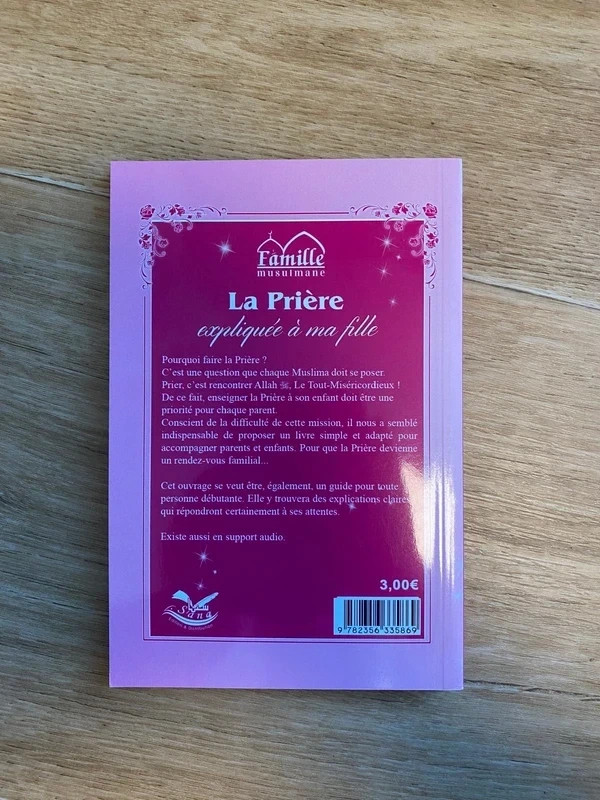 Famille
musulmane
La Prière
expliquée à ma fille
Pourquoi faire la Prière ?
C'est une question que chaque Muslima doit se poser.
Prier, c'est rencontrer Allah ﷻ, Le Tout-Miséricordieux !
De ce fait, enseigner la Prière à son enfant doit être une
priorité pour chaque parent.
Conscient de la difficulté de cette mission, il nous a semblé
indispensable de proposer un livre simple et adapté pour
accompagner parents et enfants. Pour que la Prière devienne
un rendez-vous familial...
Cet ouvrage se veut être, également, un guide pour toute
personne débutante. Elle y trouvera des explications claires
qui répondront certainement à ses attentes.
Existe aussi en support audio.
3,00€
Sana
9 782356 335869